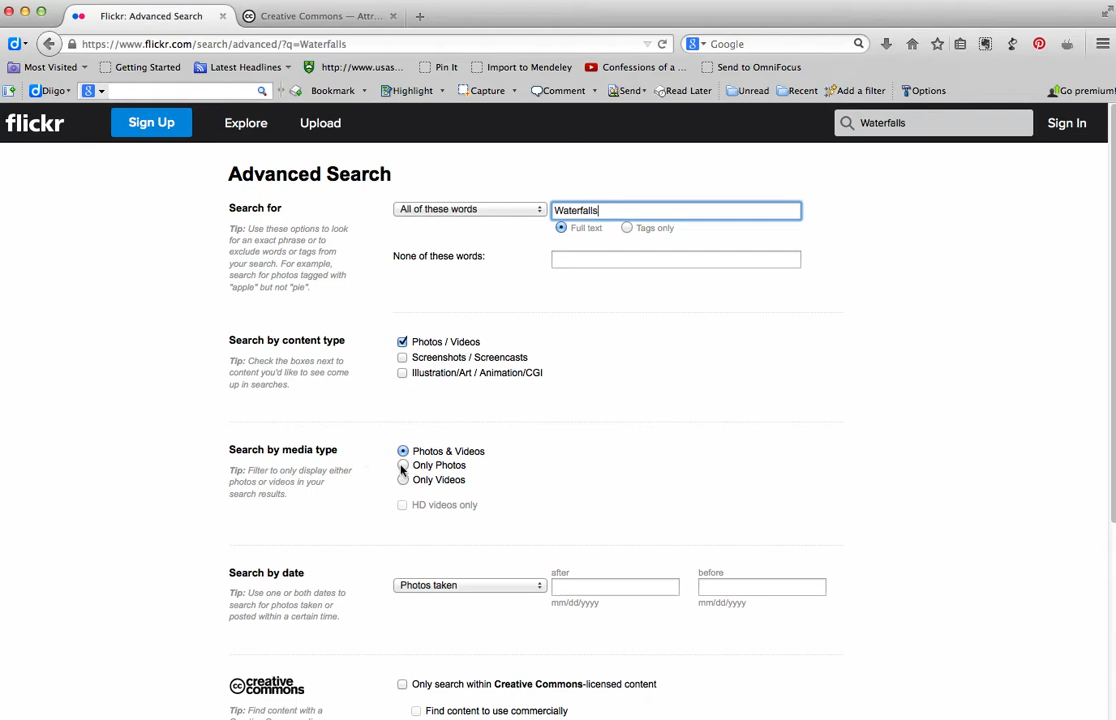 Flickr: Advanced Search
Creative Commons — Attr...
https://www.flickr.com/search/advanced/?q=Waterfalls
Google
Most Visited
Getting Started
Latest Headlines
http://www.usas...
Pin It
Import to Mendeley
Confessions of a ...
Send to OmniFocus
Diigo
Bookmark
Highlight
Capture
Comment
Send
Read Later
Unread
Recent
Add a filter
Options
Go premium!
flickr
Sign Up
Explore
Upload
Waterfalls
Sign In
Advanced Search
Search for
All of these words
Waterfalls
Full text
Tags only
Tip: Use these options to look
for an exact phrase or to
exclude words or tags from
your search. For example,
search for photos tagged with
"apple" but not "pie".
None of these words:
Search by content type
Photos / Videos
Screenshots / Screencasts
Illustration/Art / Animation/CGI
Tip: Check the boxes next to
content you'd like to see come
up in searches.
Search by media type
Photos & Videos
Only Photos
Only Videos
HD videos only
Tip: Filter to only display either
photos or videos in your
search results.
Search by date
Photos taken
after
before
mm/dd/yyyy
mm/dd/yyyy
Tip: Use one or both dates to
search for photos taken or
posted within a certain time.
cc creative commons
Only search within Creative Commons-licensed content
Find content to use commercially
Tip: Find content with a